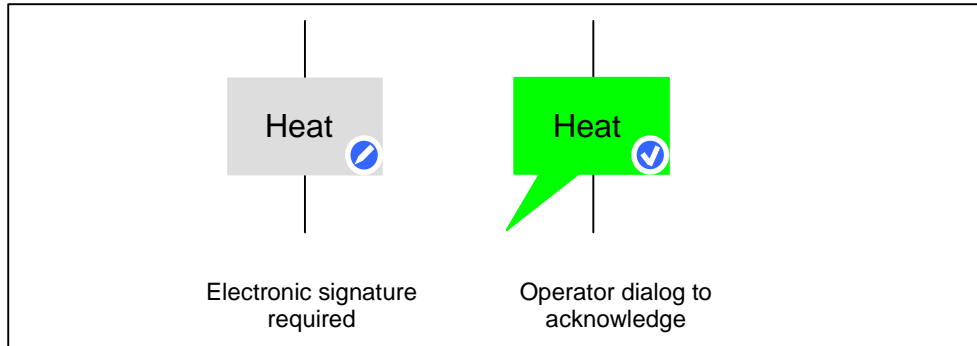 Heat
Heat
Electronic signature
required
Operator dialog to
acknowledge